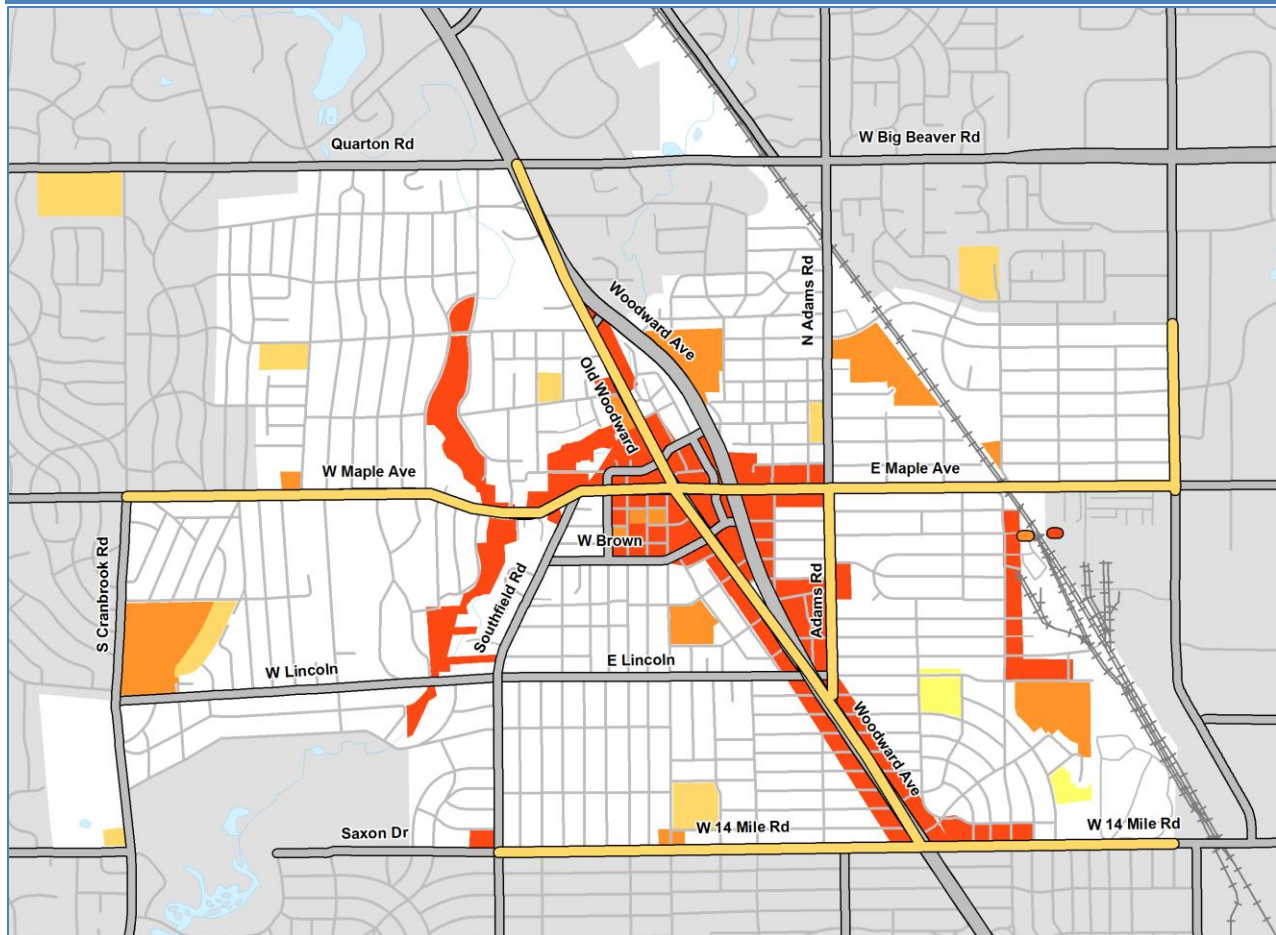 W Big Beaver Rd
Quarton Rd
N Adams Rd
Woodward Ave
Old Woodward
W Maple Ave
E Maple Ave
W Brown
S Cranbrook Rd
Southfield Rd
Adams Rd
E Lincoln
W Lincoln
Woodward Ave
Saxon Dr
W 14 Mile Rd
W 14 Mile Rd